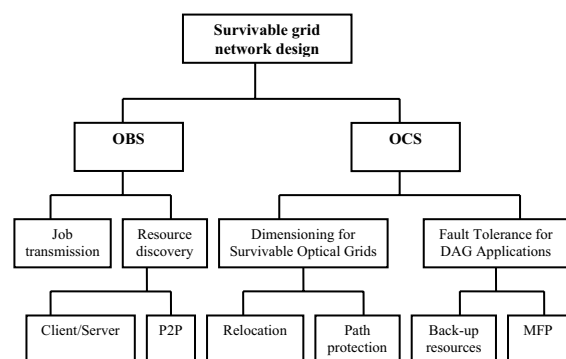 Survivable grid
network design
OBS
OCS
Job
transmission
Resource
discovery
Dimensioning for
Survivable Optical Grids
Fault Tolerance for
DAG Applications
Client/Server
P2P
Relocation
Path
protection
Back-up
resources
MFP